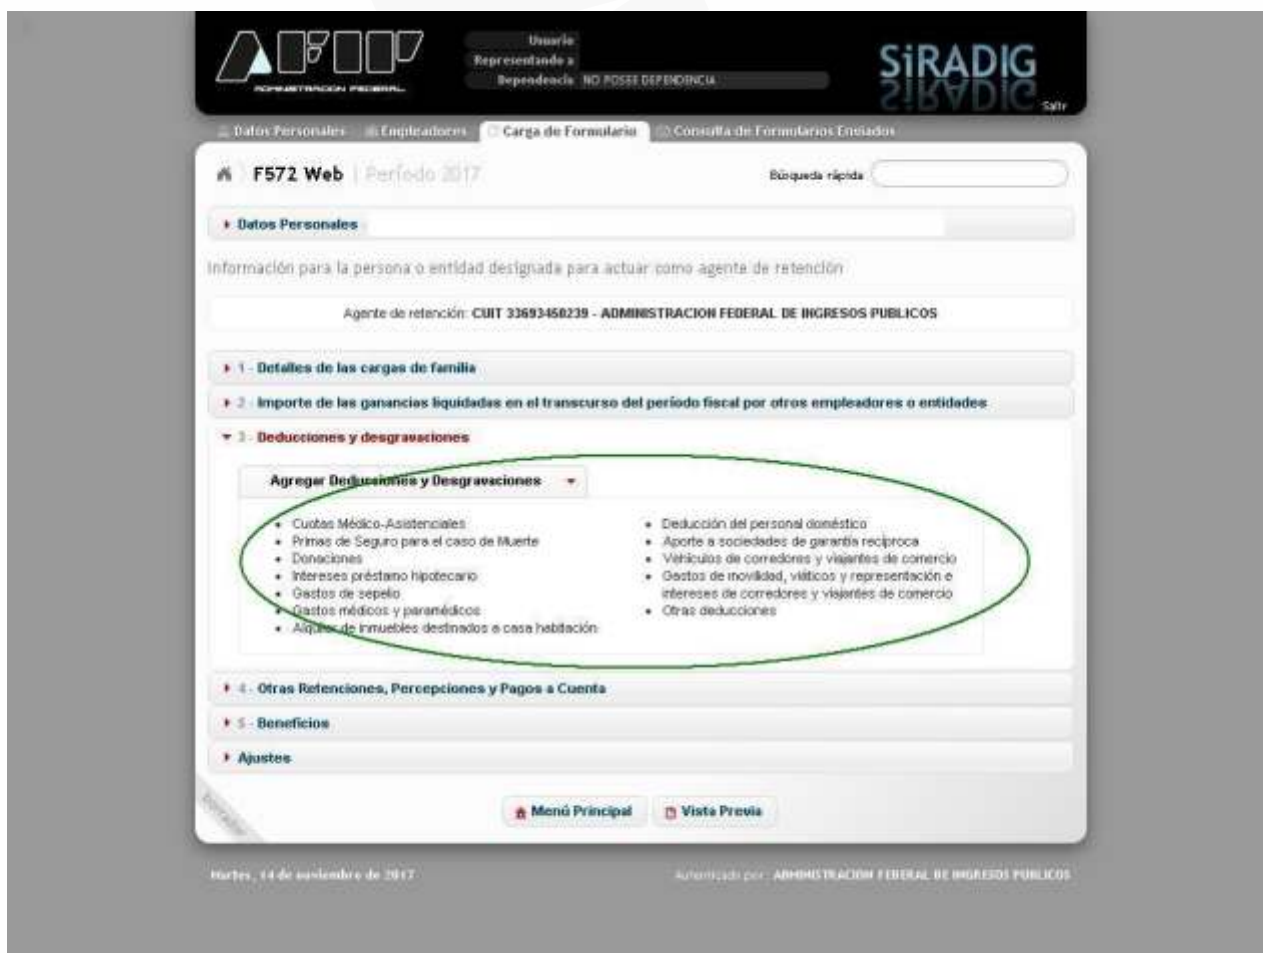 AFIP
ADMINISTRACION FEDERAL
Usuario
Representando a
Dependencia NO POSEE DEPENDENCIA
SiRADIG
Salir
Datos Personales
Empleadores
Carga de Formulario
Consulta de Formularios Enviados
F572 Web | Período 2017
Búsqueda rápida
Datos Personales
Información para la persona o entidad designada para actuar como agente de retención
Agente de retención: CUIT 33693450239 - ADMINISTRACION FEDERAL DE INGRESOS PUBLICOS
1 - Detalles de las cargas de familia
2 - Importe de las ganancias liquidadas en el transcurso del período fiscal por otros empleadores o entidades
3 - Deducciones y desgravaciones
Agregar Deducciones y Desgravaciones
Cuotas Médico-Asistenciales
Primas de Seguro para el caso de Muerte
Donaciones
Intereses préstamo hipotecario
Gastos de sepelio
Gastos médicos y paramédicos
Alquiler de inmuebles destinados a casa habitación
Deducción del personal doméstico
Aporte a sociedades de garantía recíproca
Vehículos de corredores y viajantes de comercio
Gastos de movilidad, viáticos y representación e
intereses de corredores y viajantes de comercio
Otras deducciones
4 - Otras Retenciones, Percepciones y Pagos a Cuenta
5 - Beneficios
Ajustes
borrador
Menú Principal
Vista Previa
Martes, 14 de noviembre de 2017
Autenticado por: ADMINISTRACION FEDERAL DE INGRESOS PUBLICOS